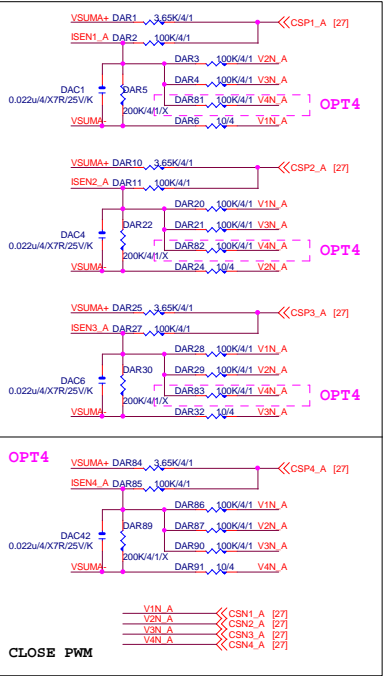 VSUMA+ DAR1 3.65K/4/1 CSP1_A [27]
ISEN1_A DAR2 100K/4/1
DAR3 100K/4/1 V2N_A
DAC1 DAR5 DAR4 100K/4/1 V3N_A
0.022u/4/X7R/25V/K DAR81 100K/4/1 V4N_A OPT4
200K/4/1/X
VSUMA- DAR6 10/4 V1N_A
VSUMA+ DAR10 3.65K/4/1 CSP2_A [27]
ISEN2_A DAR11 100K/4/1
DAR20 100K/4/1 V1N_A
DAC4 DAR22 DAR21 100K/4/1 V3N_A
0.022u/4/X7R/25V/K DAR82 100K/4/1 V4N_A OPT4
200K/4/1/X
VSUMA- DAR24 10/4 V2N_A
VSUMA+ DAR25 3.65K/4/1 CSP3_A [27]
ISEN3_A DAR27 100K/4/1
DAR28 100K/4/1 V1N_A
DAC6 DAR30 DAR29 100K/4/1 V2N_A
0.022u/4/X7R/25V/K DAR83 100K/4/1 V4N_A OPT4
200K/4/1/X
VSUMA- DAR32 10/4 V3N_A
OPT4
VSUMA+ DAR84 3.65K/4/1 CSP4_A [27]
ISEN4_A DAR85 100K/4/1
DAR86 100K/4/1 V1N_A
DAC42 DAR89 DAR87 100K/4/1 V2N_A
0.022u/4/X7R/25V/K DAR90 100K/4/1 V3N_A
200K/4/1/X
VSUMA- DAR91 10/4 V4N_A
V1N_A CSN1_A [27]
V2N_A CSN2_A [27]
V3N_A CSN3_A [27]
V4N_A CSN4_A [27]
CLOSE PWM